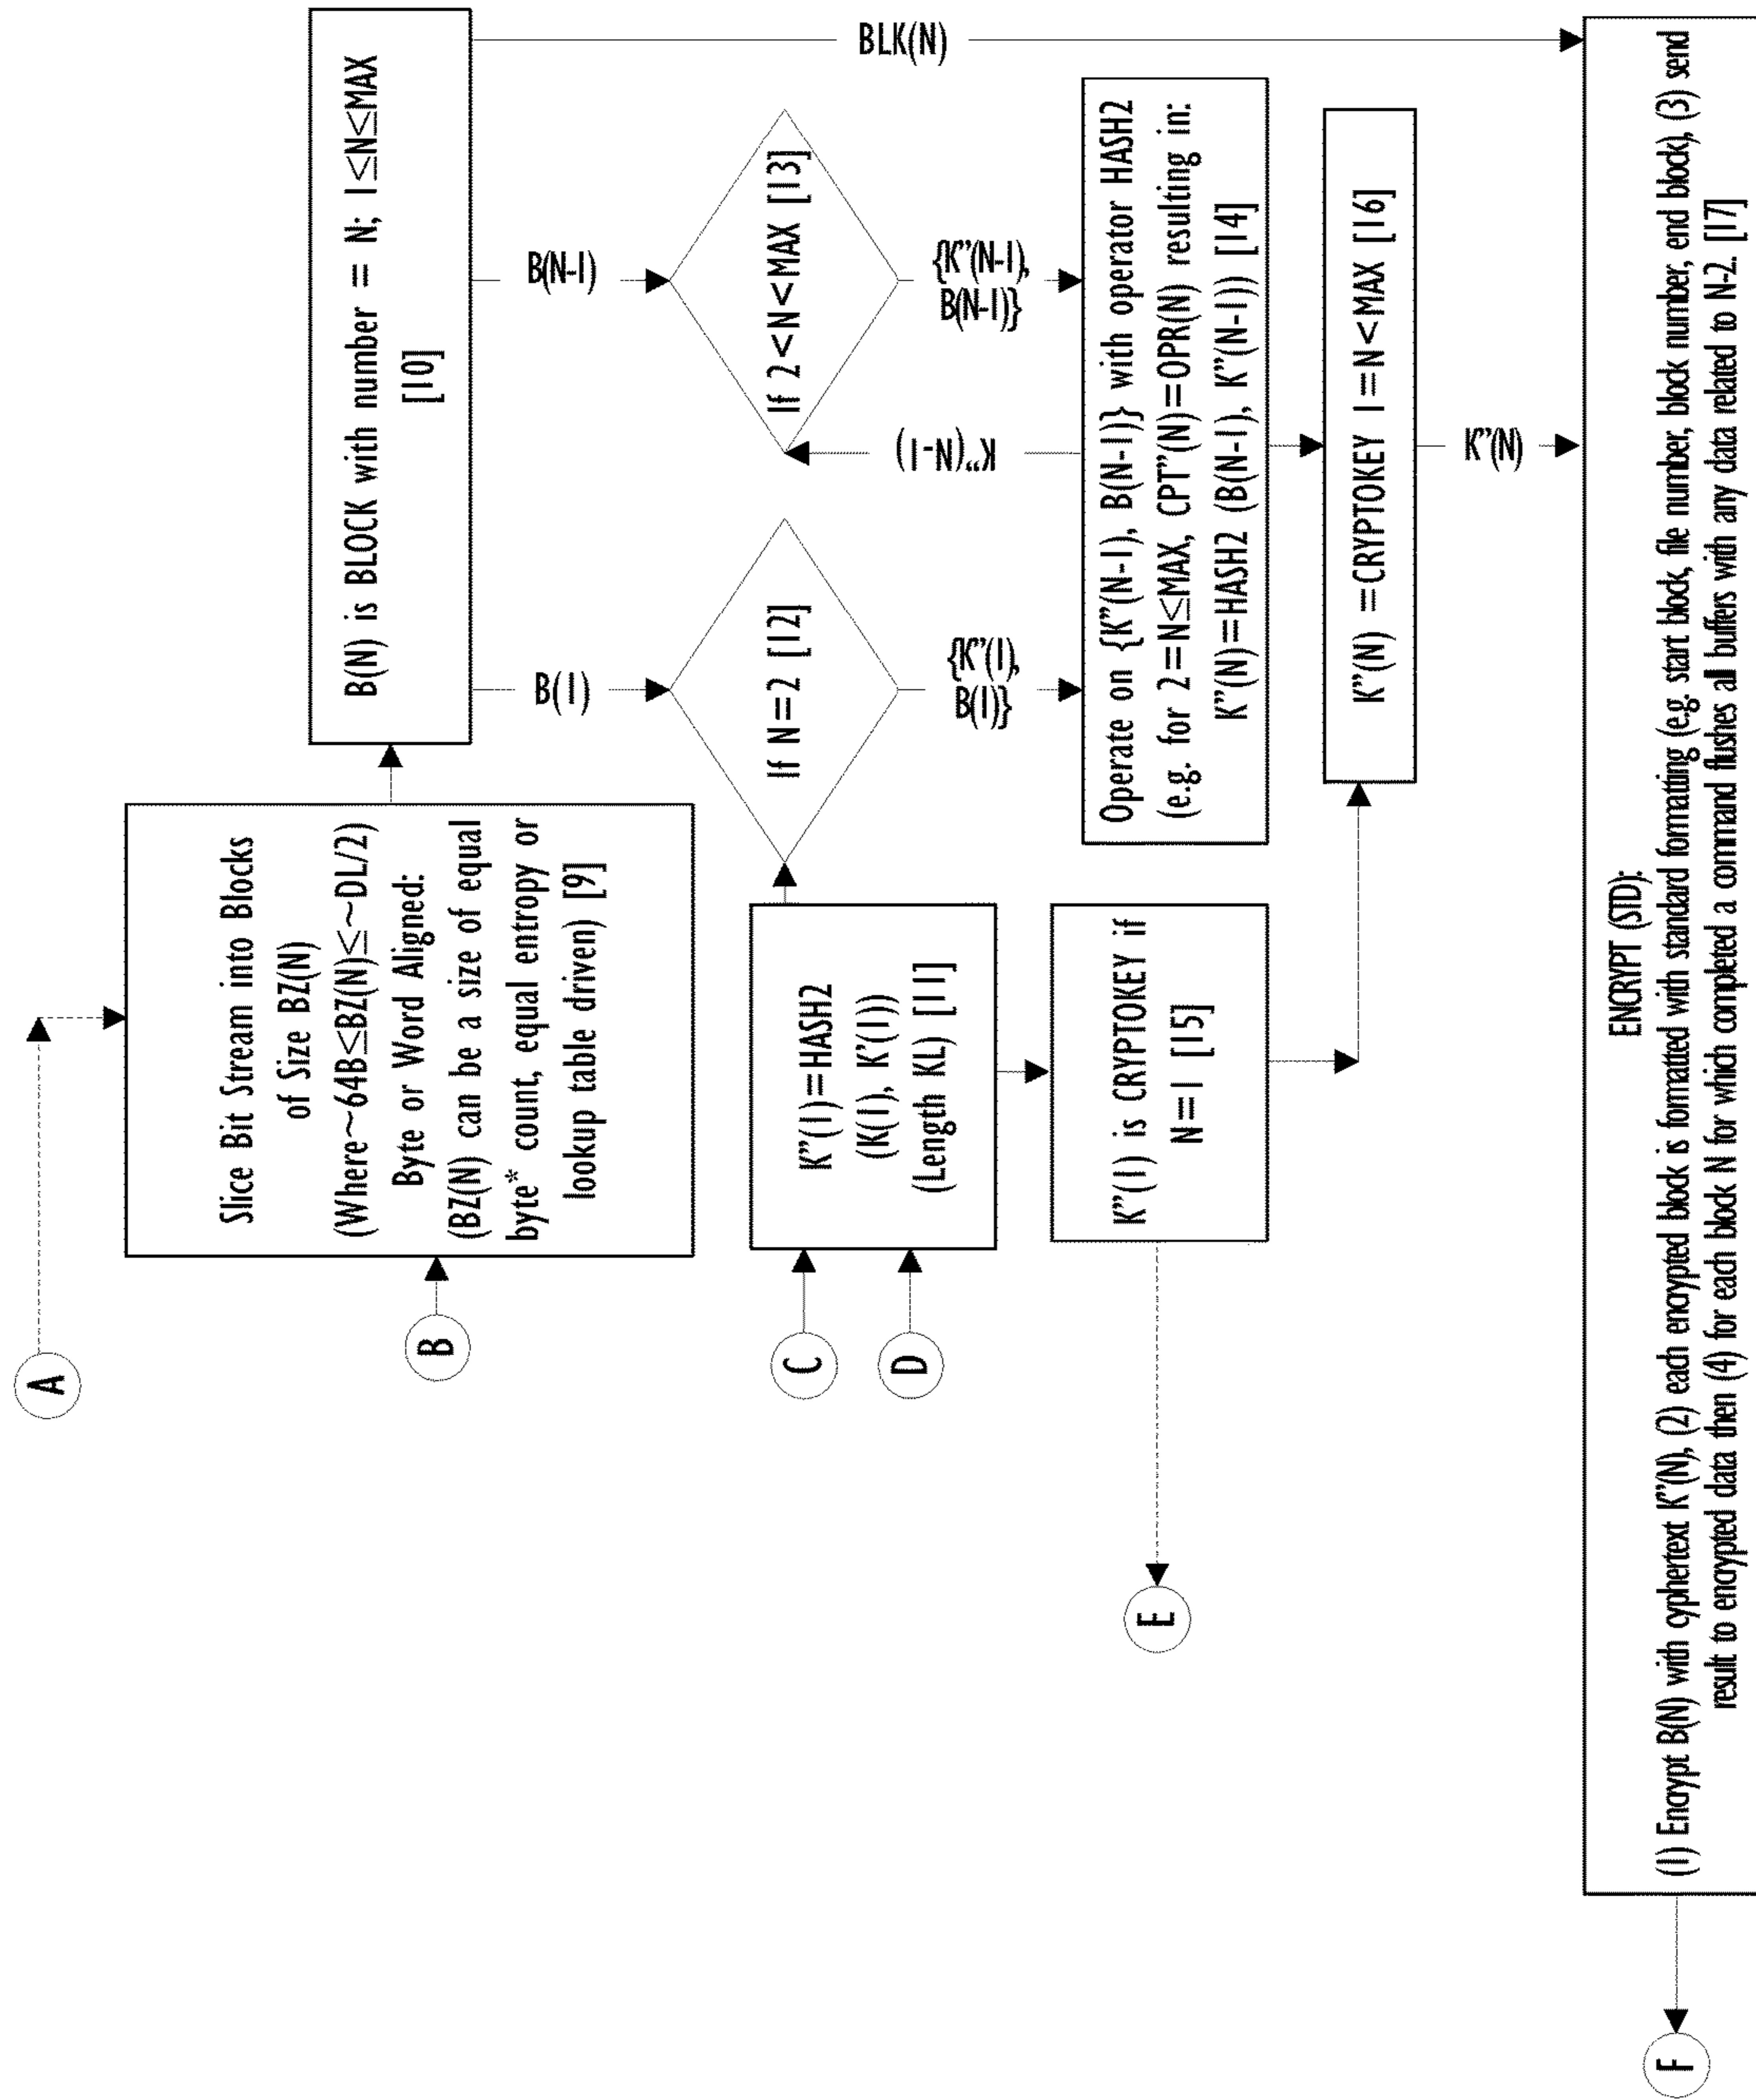 A
Slice Bit Stream into Blocks
of Size BZ(N)
(Where~64B≤BZ(N)≤~DL/2)
Byte or Word Aligned:
(BZ(N) can be a size of equal
byte* count, equal entropy or
lookup table driven) [9]
B
B(N) is BLOCK with number = N; 1≤N≤MAX
[10]
B(1)
B(N-1)
BLK(N)
C
D
K”(1)=HASH2
(K(1), K'(1))
(Length KL) [11]
If N=2 [12]
If 2<N<MAX [13]
{K”(1),
B(1)}
K”(N-1)
{K”(N-1),
B(N-1)}
K”(1) is CRYPTOKEY if
N=1 [15]
Operate on {K”(N-1), B(N-1)} with operator HASH2
(e.g. for 2=N≤MAX, CPT”(N)=OPR(N) resulting in:
K”(N)=HASH2 (B(N-1), K”(N-1)) [14]
E
K”(N) =CRYPTOKEY 1=N<MAX [16]
K”(N)
ENCRYPT (STD):
(1) Encrypt B(N) with cyphertext K”(N), (2) each encrypted block is formatted with standard formatting (e.g. start block, file number, block number, end block), (3) send
result to encrypted data then (4) for each block N for which completed a command flushes all buffers with any data related to N-2. [17]
F